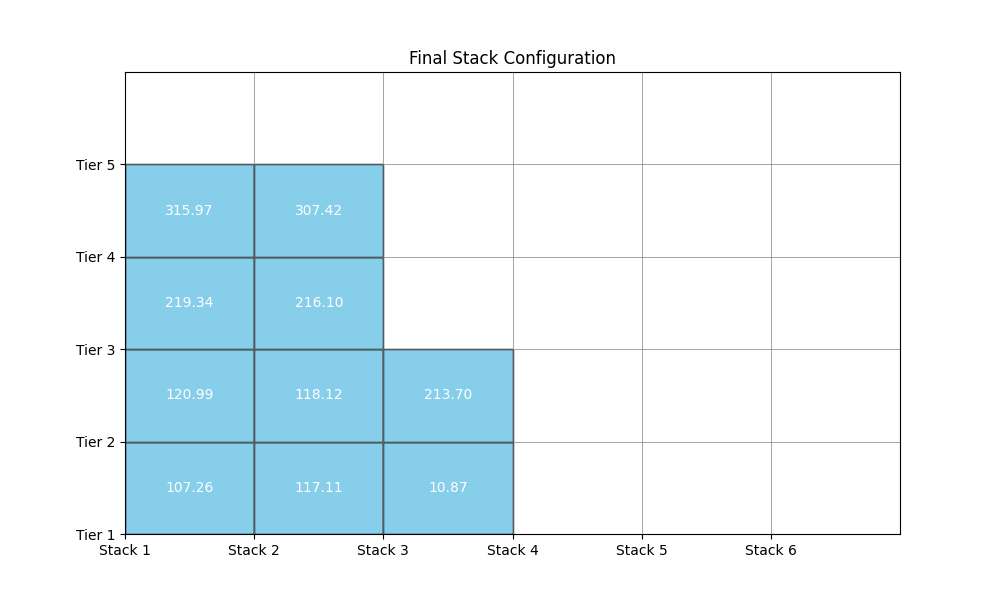 Final Stack Configuration
Tier 5
315.97 307.42
Tier 4
219.34 216.10
Tier 3
120.99 118.12 213.70
Tier 2
107.26 117.11 10.87
Tier 1
Stack 1 Stack 2 Stack 3 Stack 4 Stack 5 Stack 6